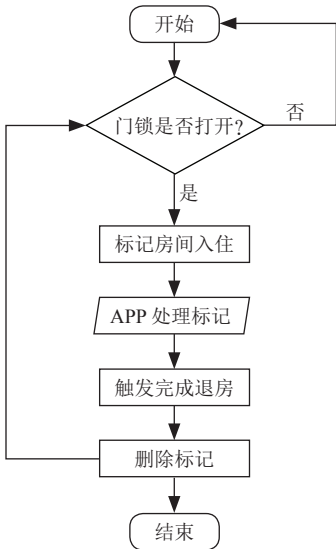 开始
门锁是否打开?
否
是
标记房间入住
APP 处理标记
触发完成退房
删除标记
结束